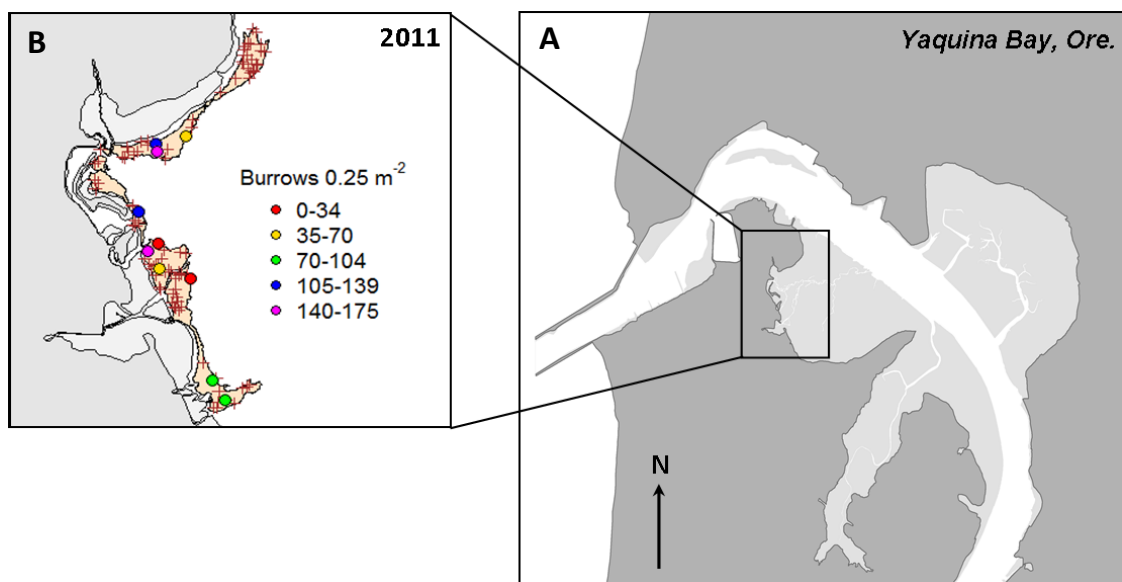 B
2011
Burrows 0.25 m⁻²
0-34
35-70
70-104
105-139
140-175
A
Yaquina Bay, Ore.
N